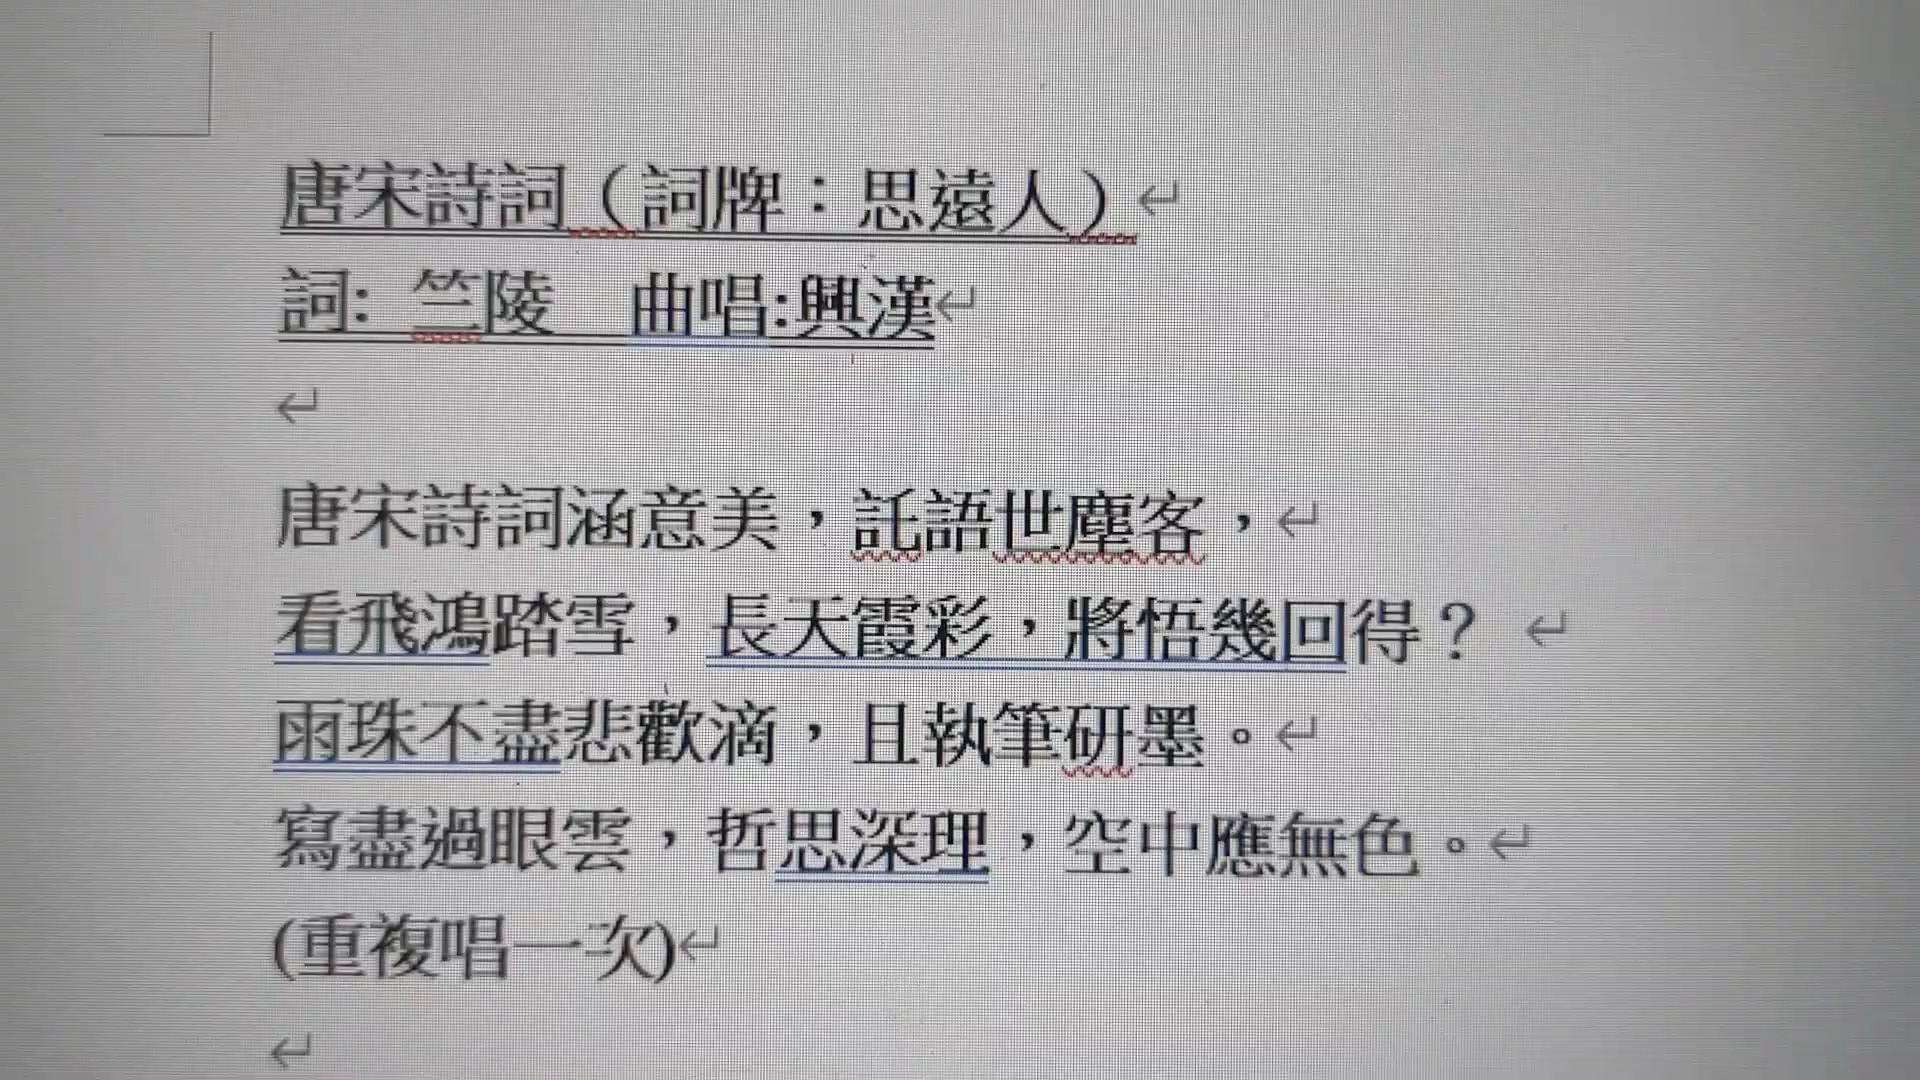 唐宋詩詞（詞牌：思遠人）
詞: 竺陵　曲唱:興漢
唐宋詩詞涵意美，託語世塵客，
看飛鴻踏雪，長天霞彩，將悟幾回得？
雨珠不盡悲歡滴，且執筆研墨。
寫盡過眼雲，哲思深理，空中應無色。
(重複唱一次)